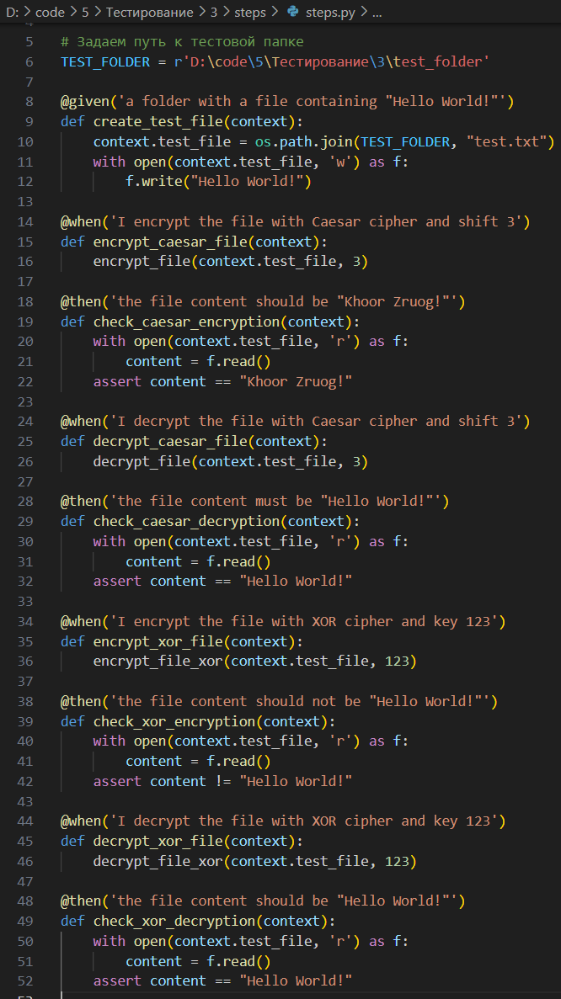 D: > code > 5 > Тестирование > 3 > steps > steps.py > ...
4
5 # Задаем путь к тестовой папке
6 TEST_FOLDER = r'D:\code\5\Тестирование\3\test_folder'
7
8 @given('a folder with a file containing "Hello World!"')
9 def create_test_file(context):
10     context.test_file = os.path.join(TEST_FOLDER, "test.txt")
11     with open(context.test_file, 'w') as f:
12         f.write("Hello World!")
13
14 @when('I encrypt the file with Caesar cipher and shift 3')
15 def encrypt_caesar_file(context):
16     encrypt_file(context.test_file, 3)
17
18 @then('the file content should be "Khoor Zruog!"')
19 def check_caesar_encryption(context):
20     with open(context.test_file, 'r') as f:
21         content = f.read()
22     assert content == "Khoor Zruog!"
23
24 @when('I decrypt the file with Caesar cipher and shift 3')
25 def decrypt_caesar_file(context):
26     decrypt_file(context.test_file, 3)
27
28 @then('the file content must be "Hello World!"')
29 def check_caesar_decryption(context):
30     with open(context.test_file, 'r') as f:
31         content = f.read()
32     assert content == "Hello World!"
33
34 @when('I encrypt the file with XOR cipher and key 123')
35 def encrypt_xor_file(context):
36     encrypt_file_xor(context.test_file, 123)
37
38 @then('the file content should not be "Hello World!"')
39 def check_xor_encryption(context):
40     with open(context.test_file, 'r') as f:
41         content = f.read()
42     assert content != "Hello World!"
43
44 @when('I decrypt the file with XOR cipher and key 123')
45 def decrypt_xor_file(context):
46     decrypt_file_xor(context.test_file, 123)
47
48 @then('the file content should be "Hello World!"')
49 def check_xor_decryption(context):
50     with open(context.test_file, 'r') as f:
51         content = f.read()
52     assert content == "Hello World!"
53